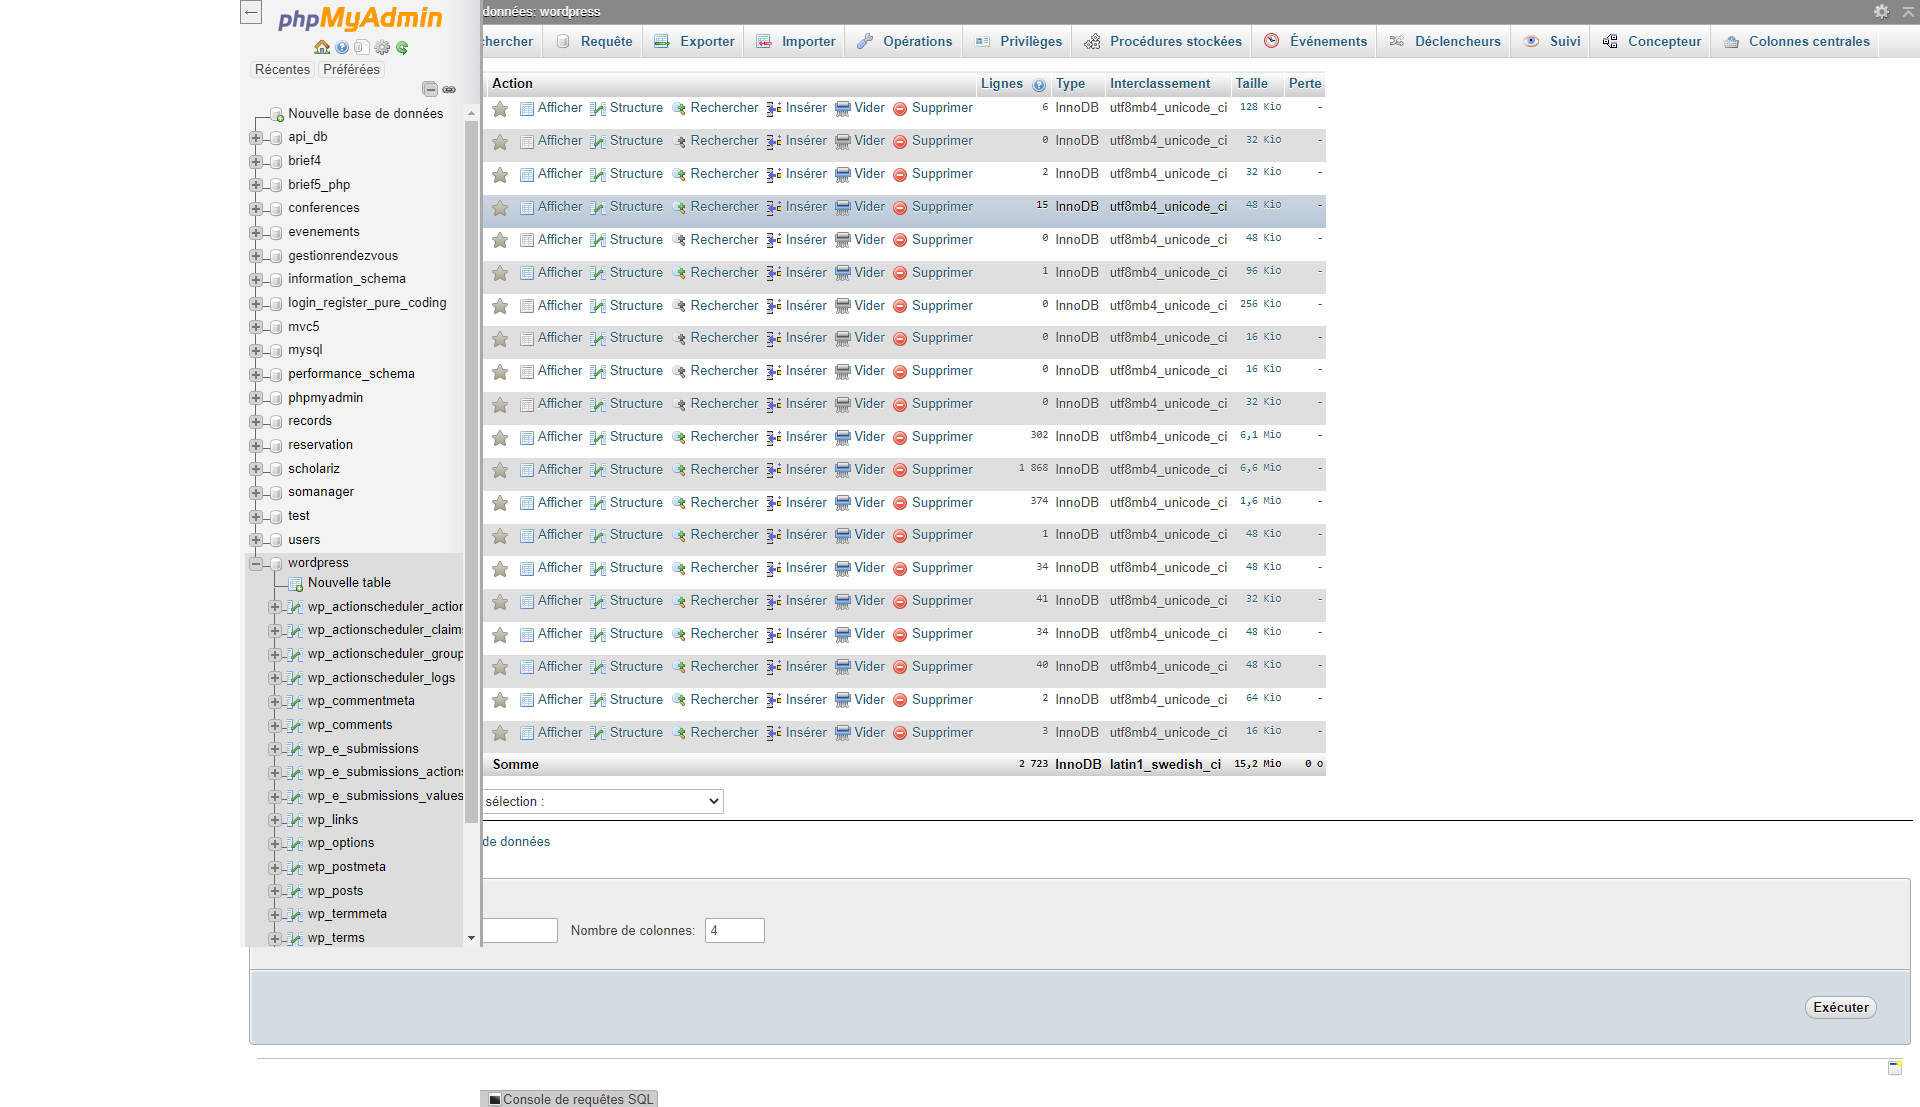 ←
phpMyAdmin
Récentes Préférées
Nouvelle base de données
api_db
brief4
brief5_php
conferences
evenements
gestionrendezvous
information_schema
login_register_pure_coding
mvc5
mysql
performance_schema
phpmyadmin
records
reservation
scholariz
somanager
test
users
wordpress
Nouvelle table
wp_actionscheduler_action
wp_actionscheduler_claims
wp_actionscheduler_group
wp_actionscheduler_logs
wp_commentmeta
wp_comments
wp_e_submissions
wp_e_submissions_actions
wp_e_submissions_values
wp_links
wp_options
wp_postmeta
wp_posts
wp_termmeta
wp_terms
données: wordpress
chercher Requête Exporter Importer Opérations Privilèges Procédures stockées Événements Déclencheurs Suivi Concepteur Colonnes centrales
Action Lignes Type Interclassement Taille Perte
Afficher Structure Rechercher Insérer Vider Supprimer 6 InnoDB utf8mb4_unicode_ci 128 Kio -
Afficher Structure Rechercher Insérer Vider Supprimer 0 InnoDB utf8mb4_unicode_ci 32 Kio -
Afficher Structure Rechercher Insérer Vider Supprimer 2 InnoDB utf8mb4_unicode_ci 32 Kio -
Afficher Structure Rechercher Insérer Vider Supprimer 15 InnoDB utf8mb4_unicode_ci 48 Kio -
Afficher Structure Rechercher Insérer Vider Supprimer 0 InnoDB utf8mb4_unicode_ci 48 Kio -
Afficher Structure Rechercher Insérer Vider Supprimer 1 InnoDB utf8mb4_unicode_ci 96 Kio -
Afficher Structure Rechercher Insérer Vider Supprimer 0 InnoDB utf8mb4_unicode_ci 256 Kio -
Afficher Structure Rechercher Insérer Vider Supprimer 0 InnoDB utf8mb4_unicode_ci 16 Kio -
Afficher Structure Rechercher Insérer Vider Supprimer 0 InnoDB utf8mb4_unicode_ci 16 Kio -
Afficher Structure Rechercher Insérer Vider Supprimer 0 InnoDB utf8mb4_unicode_ci 32 Kio -
Afficher Structure Rechercher Insérer Vider Supprimer 302 InnoDB utf8mb4_unicode_ci 6,1 Mio -
Afficher Structure Rechercher Insérer Vider Supprimer 1 868 InnoDB utf8mb4_unicode_ci 6,6 Mio -
Afficher Structure Rechercher Insérer Vider Supprimer 374 InnoDB utf8mb4_unicode_ci 1,6 Mio -
Afficher Structure Rechercher Insérer Vider Supprimer 1 InnoDB utf8mb4_unicode_ci 48 Kio -
Afficher Structure Rechercher Insérer Vider Supprimer 34 InnoDB utf8mb4_unicode_ci 48 Kio -
Afficher Structure Rechercher Insérer Vider Supprimer 41 InnoDB utf8mb4_unicode_ci 32 Kio -
Afficher Structure Rechercher Insérer Vider Supprimer 34 InnoDB utf8mb4_unicode_ci 48 Kio -
Afficher Structure Rechercher Insérer Vider Supprimer 40 InnoDB utf8mb4_unicode_ci 48 Kio -
Afficher Structure Rechercher Insérer Vider Supprimer 2 InnoDB utf8mb4_unicode_ci 64 Kio -
Afficher Structure Rechercher Insérer Vider Supprimer 3 InnoDB utf8mb4_unicode_ci 16 Kio -
Somme 2 723 InnoDB latin1_swedish_ci 15,2 Mio 0 o
sélection :
de données
Nombre de colonnes: 4
Exécuter
Console de requêtes SQL